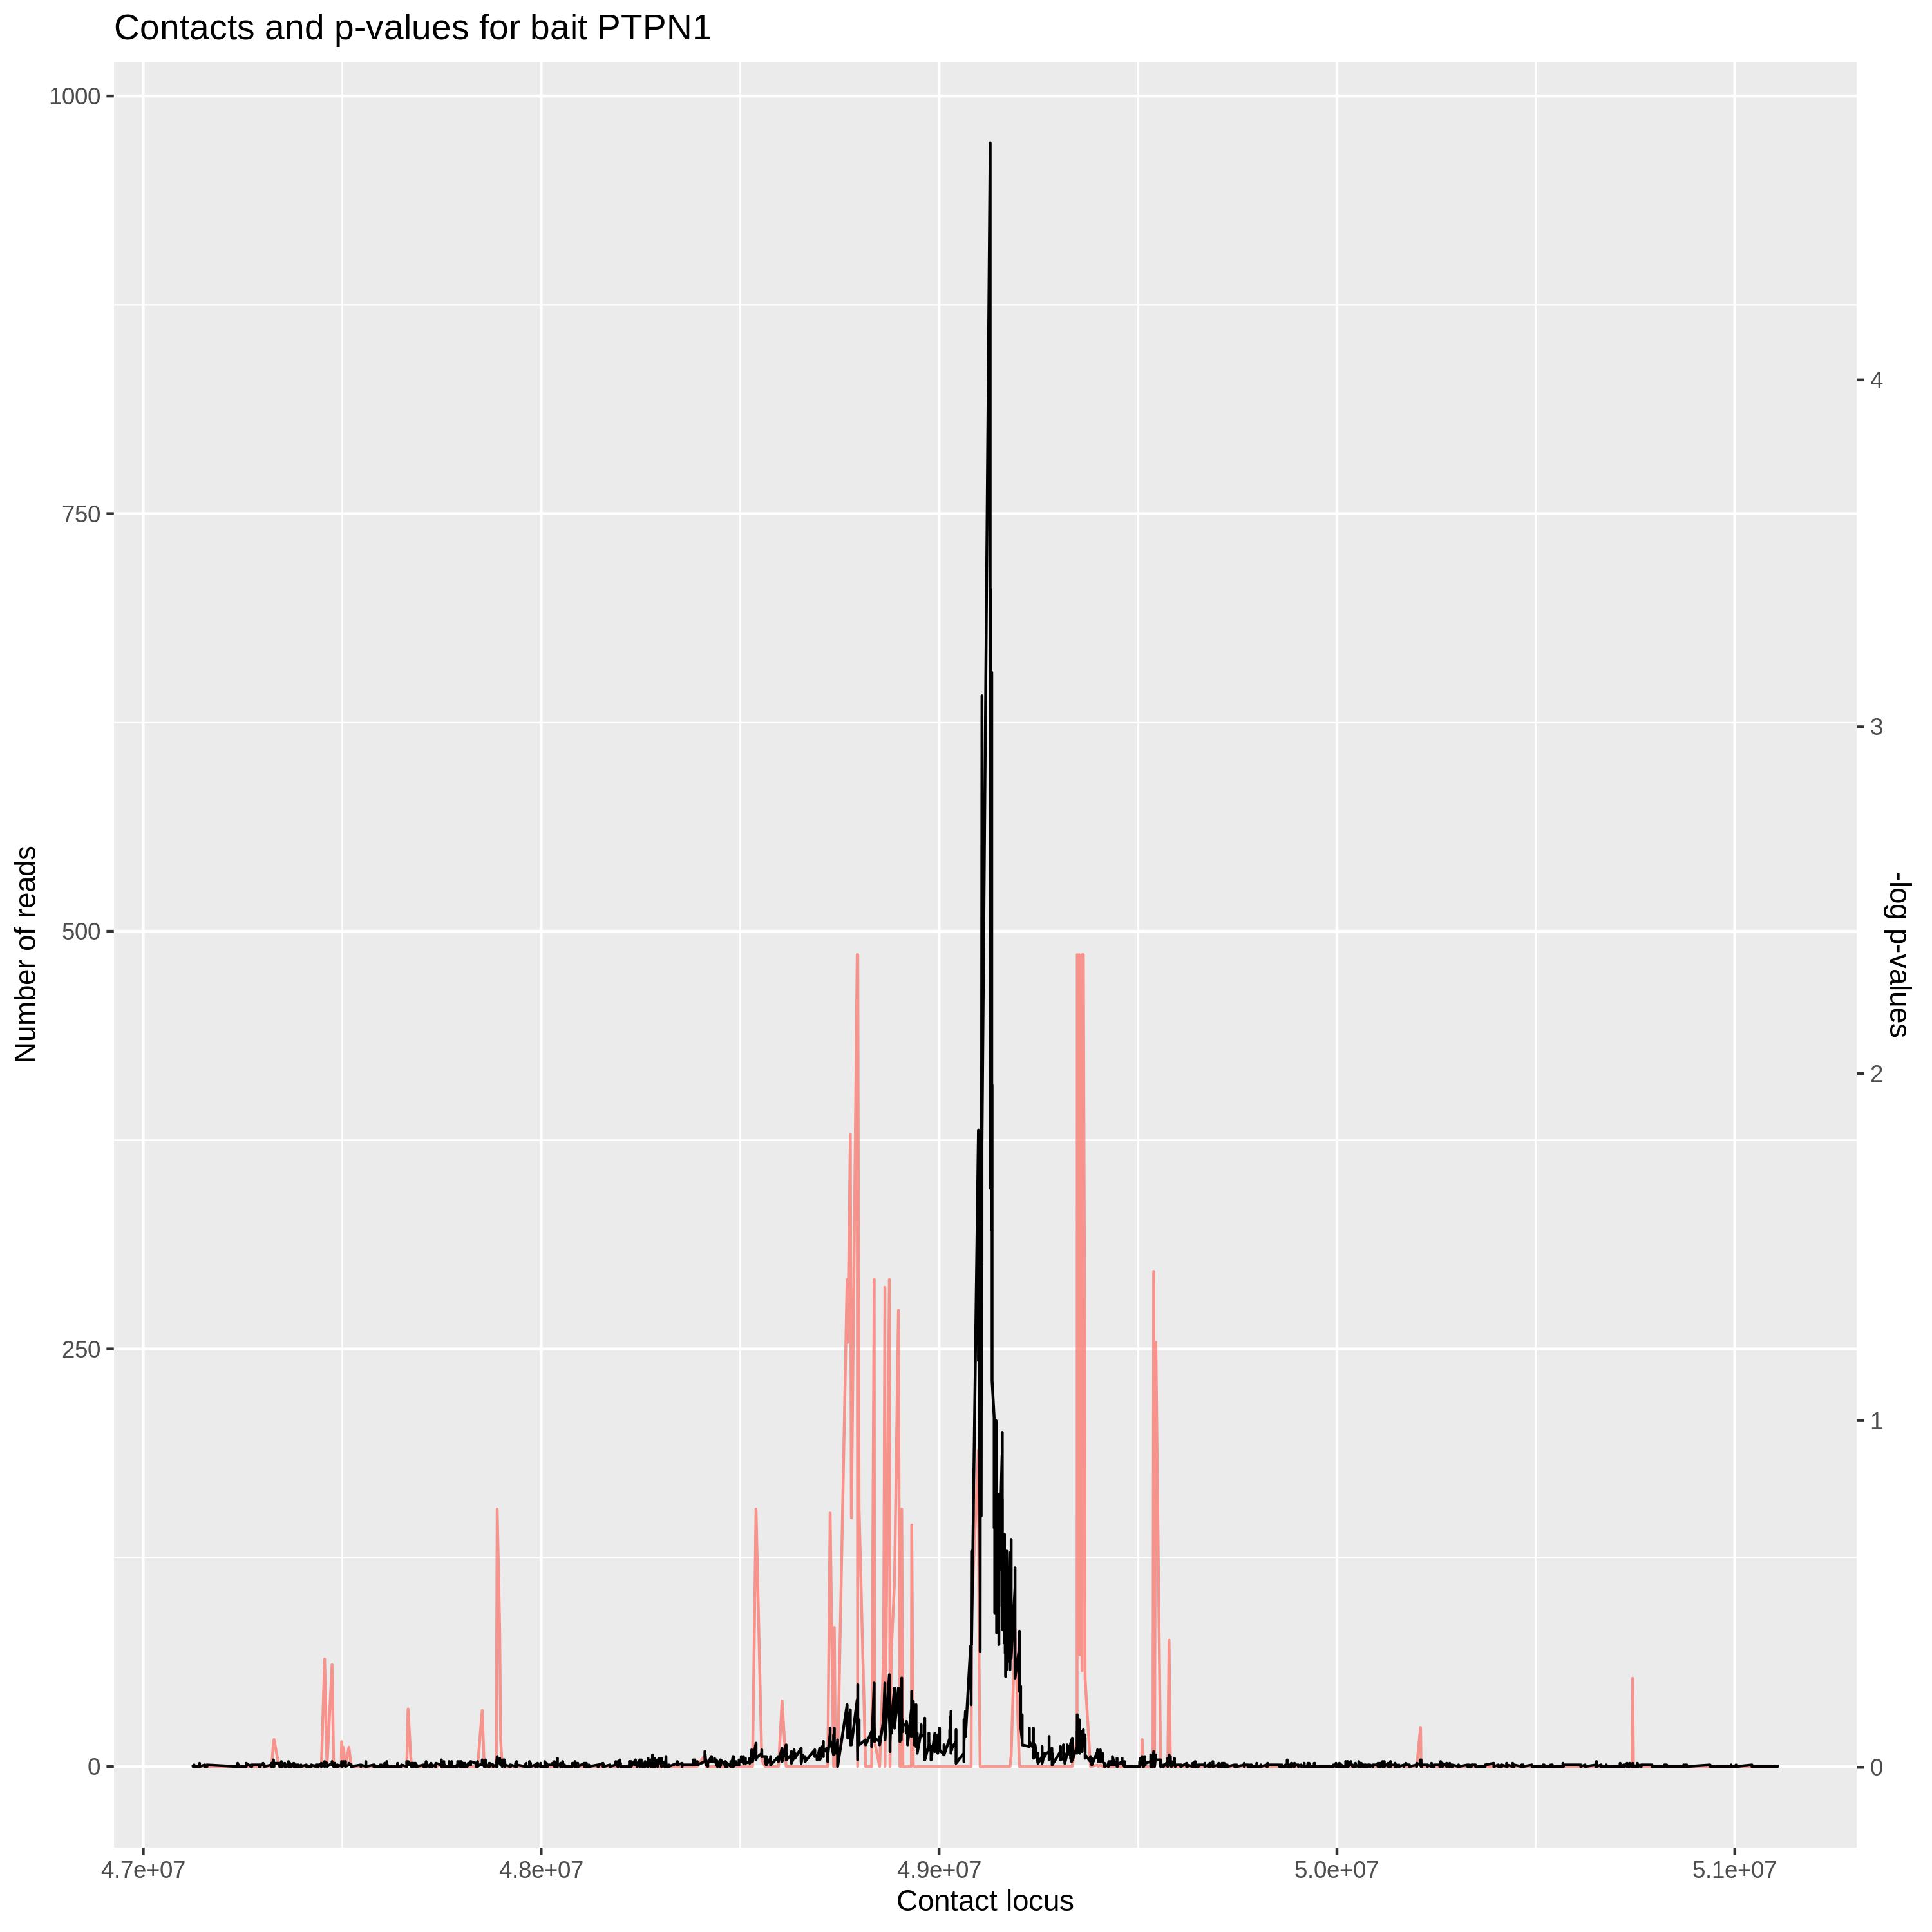 Contacts and p-values for bait PTPN1
1000
750
500
250
0
4
3
2
1
0
Number of reads
-log p-values
4.7e+07
4.8e+07
4.9e+07
5.0e+07
5.1e+07
Contact locus